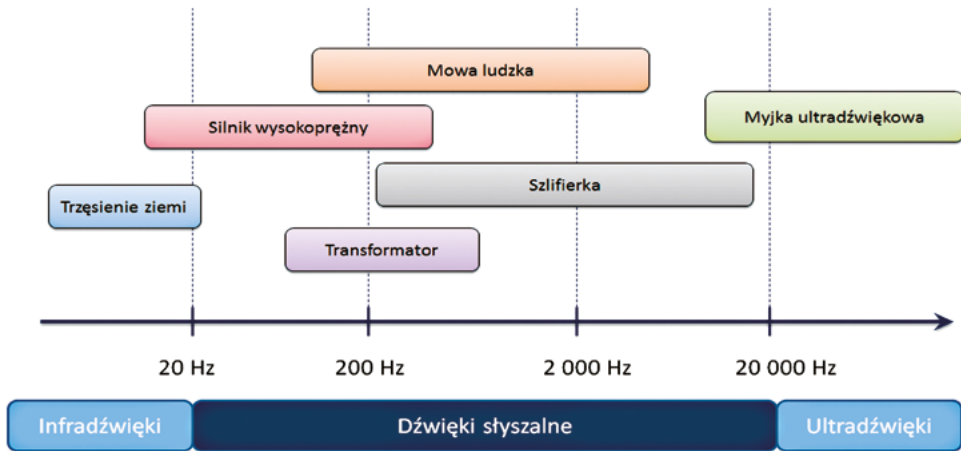 Mowa ludzka
Silnik wysokoprężny
Myjka ultradźwiękowa
Szlifierka
Trzęsienie ziemi
Transformator
20 Hz
200 Hz
2 000 Hz
20 000 Hz
Infradźwięki
Dźwięki słyszalne
Ultradźwięki